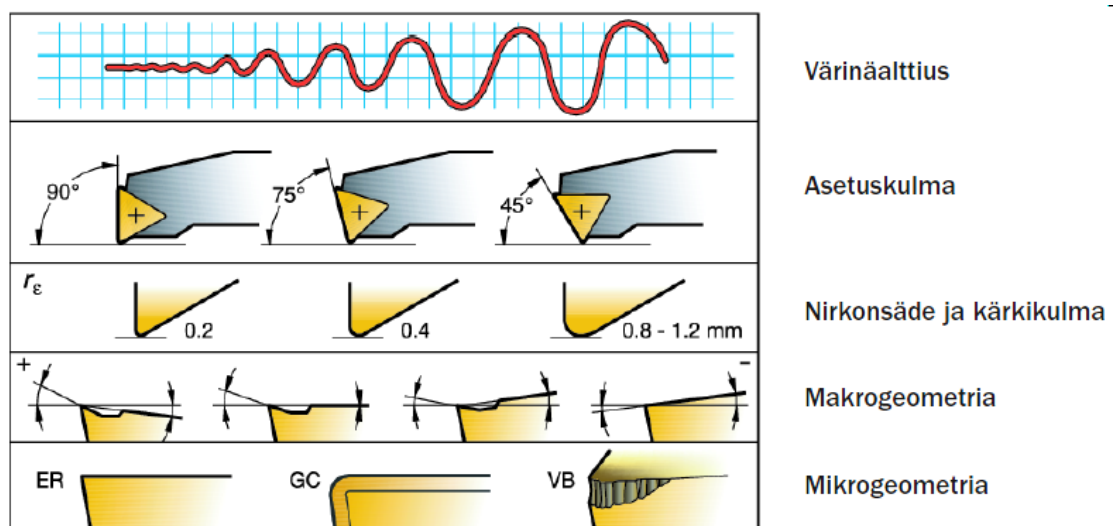 Värinäalttius
90°
75°
45°
Asetuskulma
rε
0.2
0.4
0.8 - 1.2 mm
Nirkonsäde ja kärkikulma
+
-
Makrogeometria
ER
GC
VB
Mikrogeometria